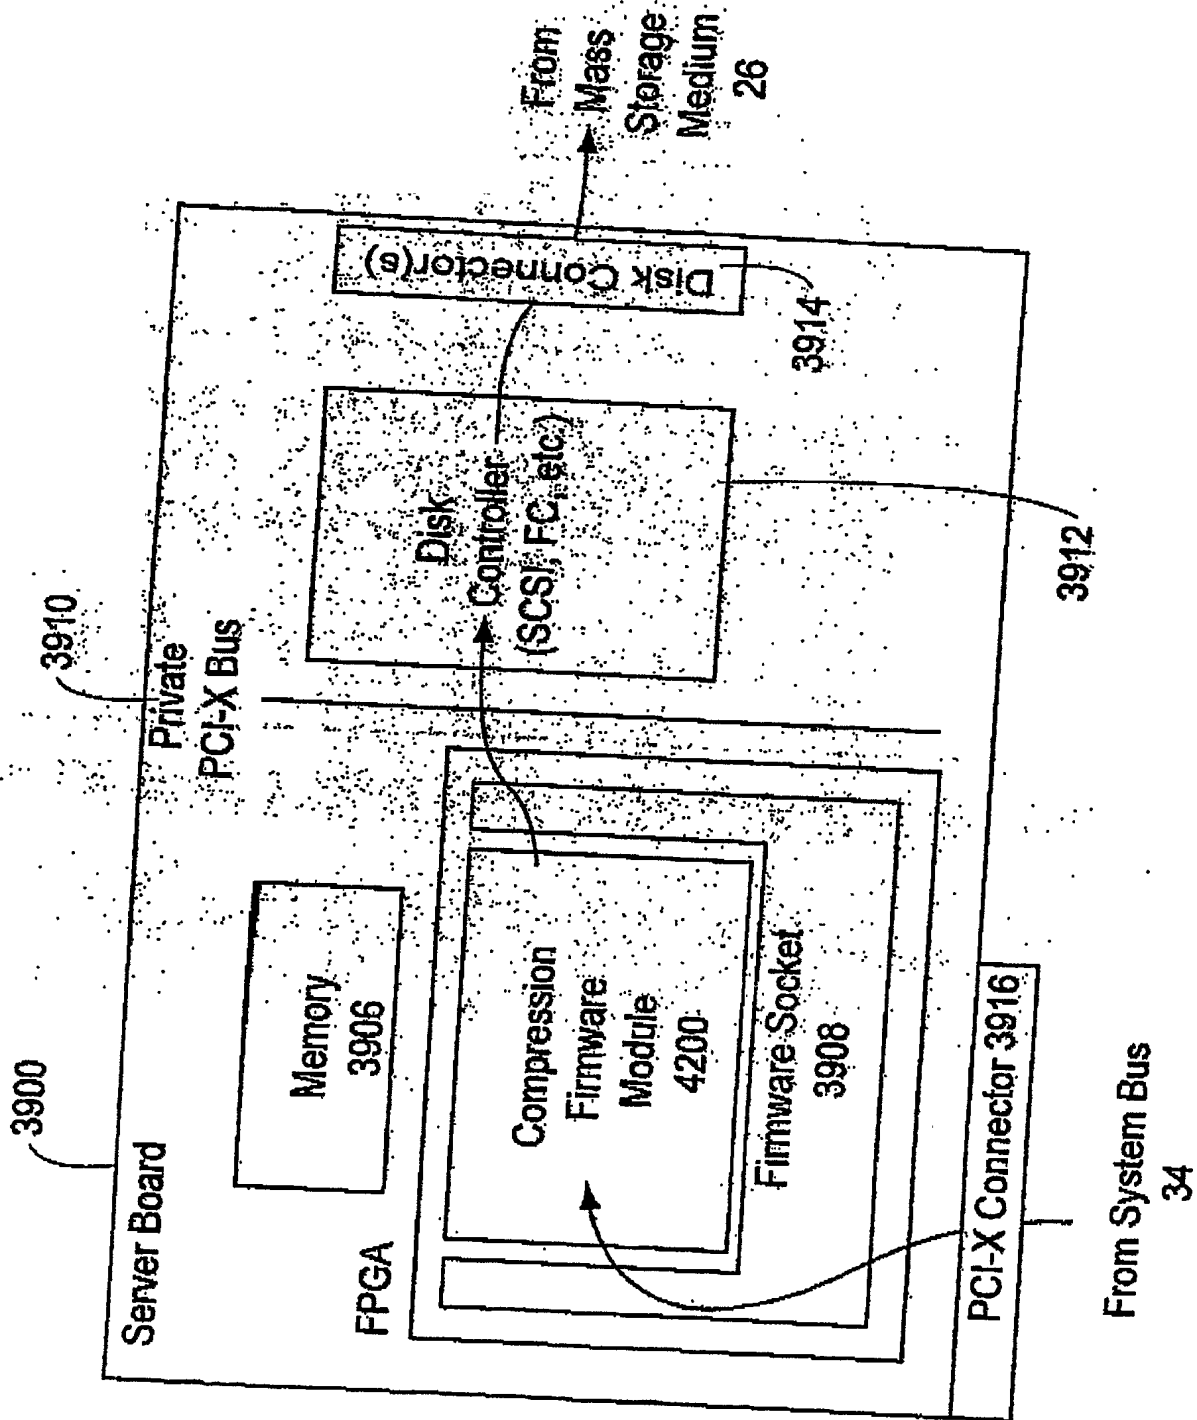 Server Board
3900
Memory
3906
FPGA
Compression
Firmware
Module
4200
Firmware Socket
3908
PCI-X Connector 3916
From System Bus
34
3910
Private
PCI-X Bus
Disk
Controller
(SCSI, FC, etc.)
3912
Disk Connector(s)
3914
From
Mass
Storage
Medium
26